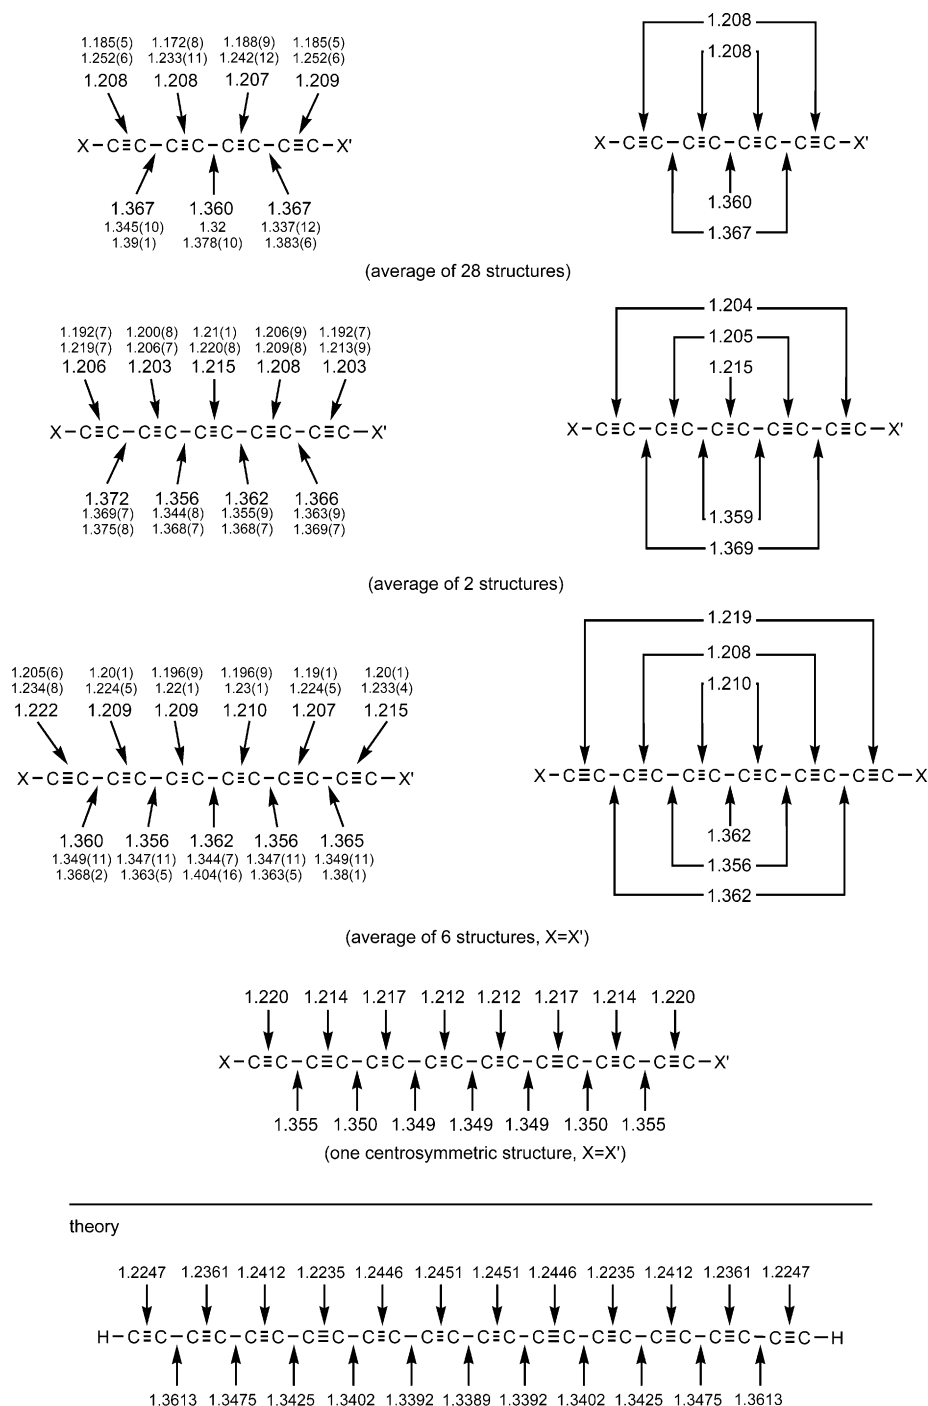 1.185(5) 1.172(8) 1.188(9) 1.185(5)
1.252(6) 1.233(11) 1.242(12) 1.252(6)
1.208 1.208 1.207 1.209
X–C≡C–C≡C–C≡C–C≡C–X'
1.367 1.360 1.367
1.345(10) 1.32 1.337(12)
1.39(1) 1.378(10) 1.383(6)
1.208
1.208
X–C≡C–C≡C–C≡C–C≡C–X'
1.360
1.367
(average of 28 structures)
1.192(7) 1.200(8) 1.21(1) 1.206(9) 1.192(7)
1.219(7) 1.206(7) 1.220(8) 1.209(8) 1.213(9)
1.206 1.203 1.215 1.208 1.203
X–C≡C–C≡C–C≡C–C≡C–C≡C–X'
1.372 1.356 1.362 1.366
1.369(7) 1.344(8) 1.355(9) 1.363(9)
1.375(8) 1.368(7) 1.368(7) 1.369(7)
1.204
1.205
1.215
X–C≡C–C≡C–C≡C–C≡C–C≡C–X'
1.359
1.369
(average of 2 structures)
1.205(6) 1.20(1) 1.196(9) 1.196(9) 1.19(1) 1.20(1)
1.234(8) 1.224(5) 1.22(1) 1.23(1) 1.224(5) 1.233(4)
1.222 1.209 1.209 1.210 1.207 1.215
X–C≡C–C≡C–C≡C–C≡C–C≡C–C≡C–X'
1.360 1.356 1.362 1.356 1.365
1.349(11) 1.347(11) 1.344(7) 1.347(11) 1.349(11)
1.368(2) 1.363(5) 1.404(16) 1.363(5) 1.38(1)
1.219
1.208
1.210
X–C≡C–C≡C–C≡C–C≡C–C≡C–C≡C–X
1.362
1.356
1.362
(average of 6 structures, X=X')
1.220 1.214 1.217 1.212 1.212 1.217 1.214 1.220
X–C≡C–C≡C–C≡C–C≡C–C≡C–C≡C–C≡C–C≡C–X'
1.355 1.350 1.349 1.349 1.349 1.350 1.355
(one centrosymmetric structure, X=X')
theory
1.2247 1.2361 1.2412 1.2235 1.2446 1.2451 1.2451 1.2446 1.2235 1.2412 1.2361 1.2247
H–C≡C–C≡C–C≡C–C≡C–C≡C–C≡C–C≡C–C≡C–C≡C–C≡C–C≡C–C≡C–H
1.3613 1.3475 1.3425 1.3402 1.3392 1.3389 1.3392 1.3402 1.3425 1.3475 1.3613